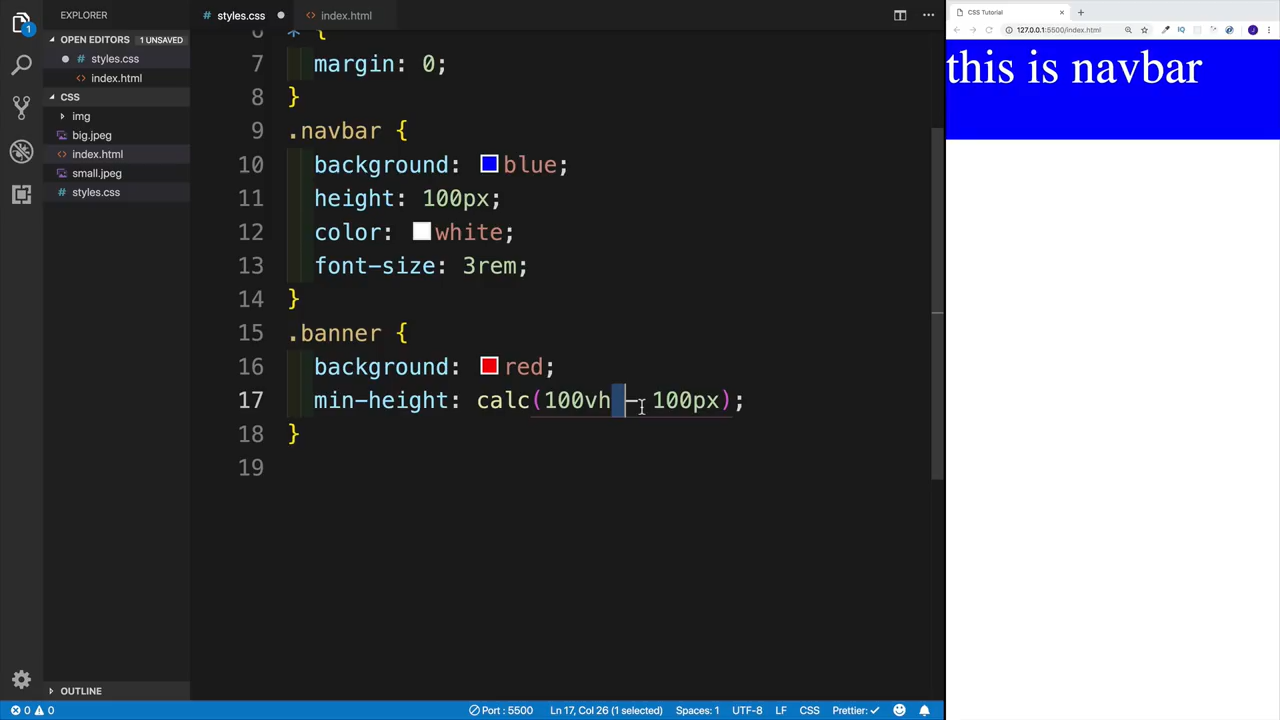 EXPLORER
OPEN EDITORS 1 UNSAVED
styles.css
index.html
CSS
img
big.jpeg
index.html
small.jpeg
styles.css
OUTLINE
1
# styles.css
<> index.html
6 * {
7 margin: 0;
8 }
9 .navbar {
10 background: blue;
11 height: 100px;
12 color: white;
13 font-size: 3rem;
14 }
15 .banner {
16 background: red;
17 min-height: calc(100vh - 100px);
18 }
19
0 0
Port : 5500
Ln 17, Col 26 (1 selected)
Spaces: 1
UTF-8
LF
CSS
Prettier: ✓
CSS Tutorial
127.0.0.1:5500/index.html
this is navbar